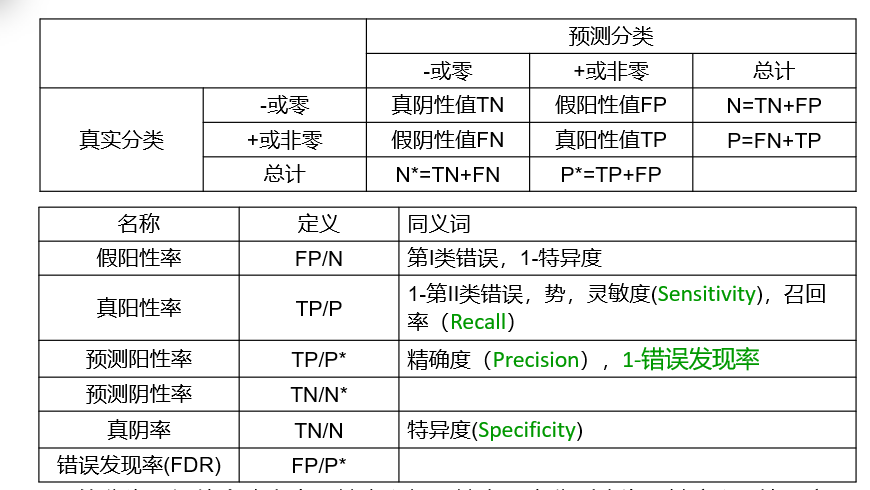 预测分类
-或零 +或非零 总计
真实分类 -或零 真阴性值TN 假阳性值FP N=TN+FP
+或非零 假阴性值FN 真阳性值TP P=FN+TP
总计 N*=TN+FN P*=TP+FP
名称 定义 同义词
假阳性率 FP/N 第I类错误，1-特异度
真阳性率 TP/P 1-第II类错误，势，灵敏度(Sensitivity)，召回
率（Recall）
预测阳性率 TP/P* 精确度（Precision），1-错误发现率
预测阴性率 TN/N*
真阴率 TN/N 特异度(Specificity)
错误发现率(FDR) FP/P*